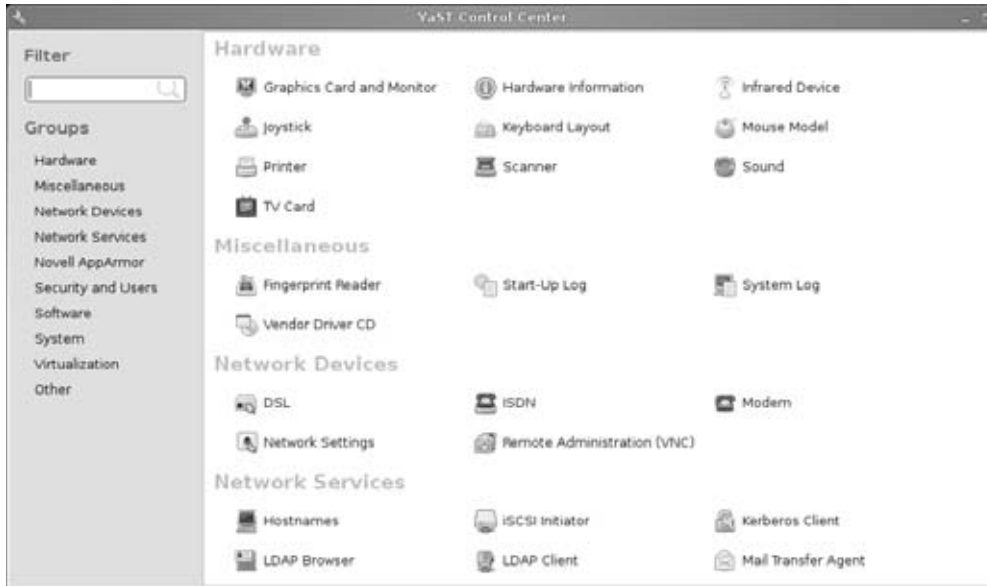 YaST Control Center
Filter
Groups
Hardware
Miscellaneous
Network Devices
Network Services
Novell AppArmor
Security and Users
Software
System
Virtualization
Other
Hardware
Graphics Card and Monitor
Hardware Information
Infrared Device
Joystick
Keyboard Layout
Mouse Model
Printer
Scanner
Sound
TV Card
Miscellaneous
Fingerprint Reader
Start-Up Log
System Log
Vendor Driver CD
Network Devices
DSL
ISDN
Modem
Network Settings
Remote Administration (VNC)
Network Services
Hostnames
iSCSI Initiator
Kerberos Client
LDAP Browser
LDAP Client
Mail Transfer Agent